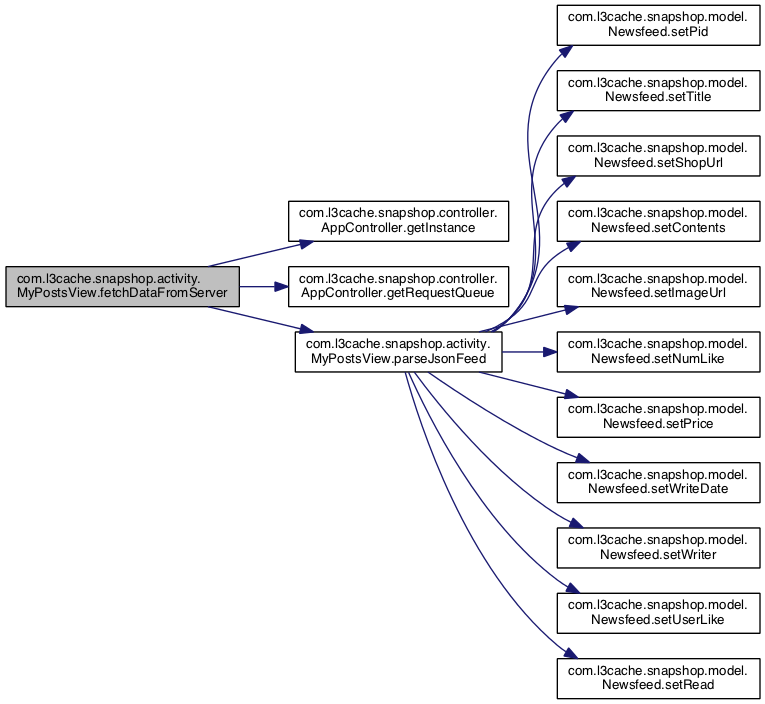 com.l3cache.snapshop.activity.
MyPostsView.fetchDataFromServer
com.l3cache.snapshop.controller.
AppController.getInstance
com.l3cache.snapshop.controller.
AppController.getRequestQueue
com.l3cache.snapshop.activity.
MyPostsView.parseJsonFeed
com.l3cache.snapshop.model.
Newsfeed.setPid
com.l3cache.snapshop.model.
Newsfeed.setTitle
com.l3cache.snapshop.model.
Newsfeed.setShopUrl
com.l3cache.snapshop.model.
Newsfeed.setContents
com.l3cache.snapshop.model.
Newsfeed.setImageUrl
com.l3cache.snapshop.model.
Newsfeed.setNumLike
com.l3cache.snapshop.model.
Newsfeed.setPrice
com.l3cache.snapshop.model.
Newsfeed.setWriteDate
com.l3cache.snapshop.model.
Newsfeed.setWriter
com.l3cache.snapshop.model.
Newsfeed.setUserLike
com.l3cache.snapshop.model.
Newsfeed.setRead